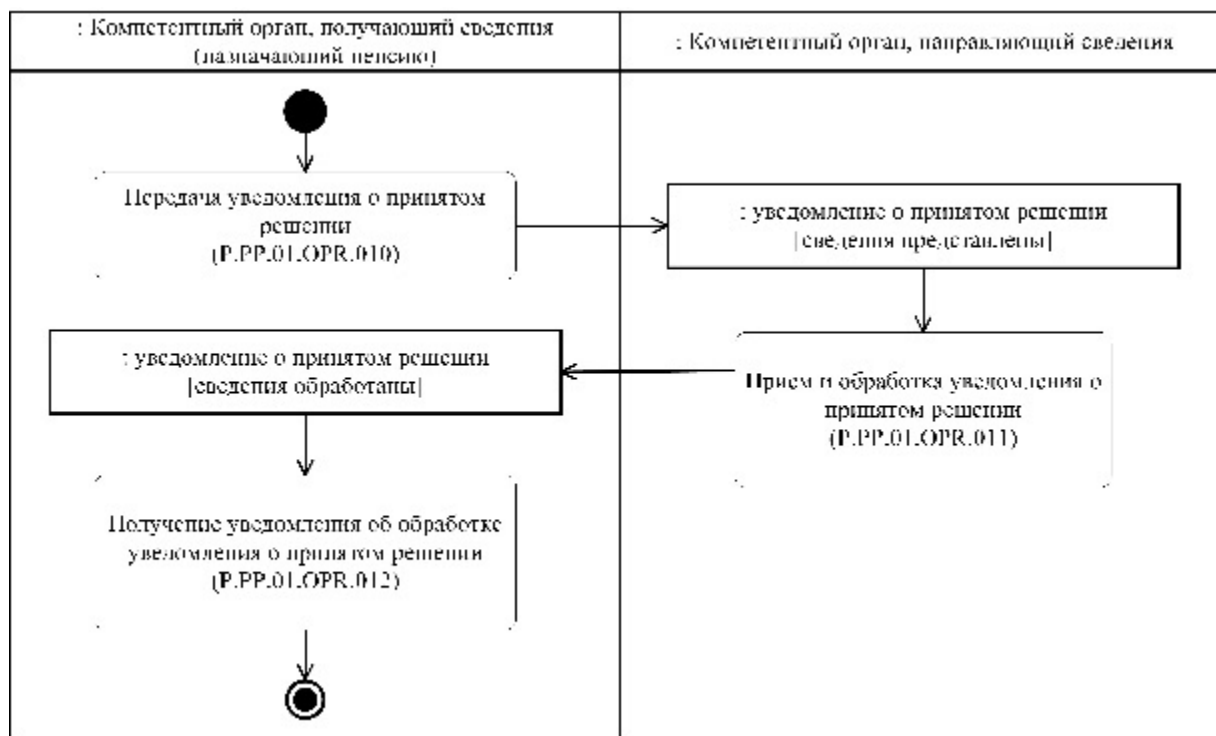 : Компетентный орган, получающий сведения
(назначающий пенсию)
: Компетентный орган, направляющий сведения
Передача уведомления о принятом
решении
(P.PP.01.OPR.010)
: уведомление о принятом решении
[сведения представлены]
: уведомление о принятом решении
[сведения обработаны]
Прием и обработка уведомления о
принятом решении
(P.PP.01.OPR.011)
Получение уведомления об обработке
уведомления о принятом решении
(P.PP.01.OPR.012)